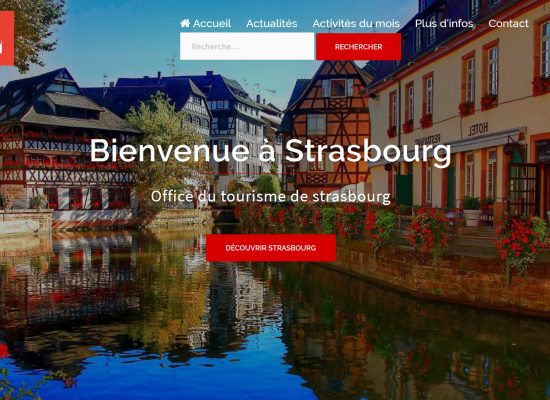 Accueil Actualités Activités du mois Plus d'infos Contact
Recherche... RECHERCHER
HOTEL
RESTAURANT
Bienvenue à Strasbourg
Office du tourisme de strasbourg
DÉCOUVRIR STRASBOURG